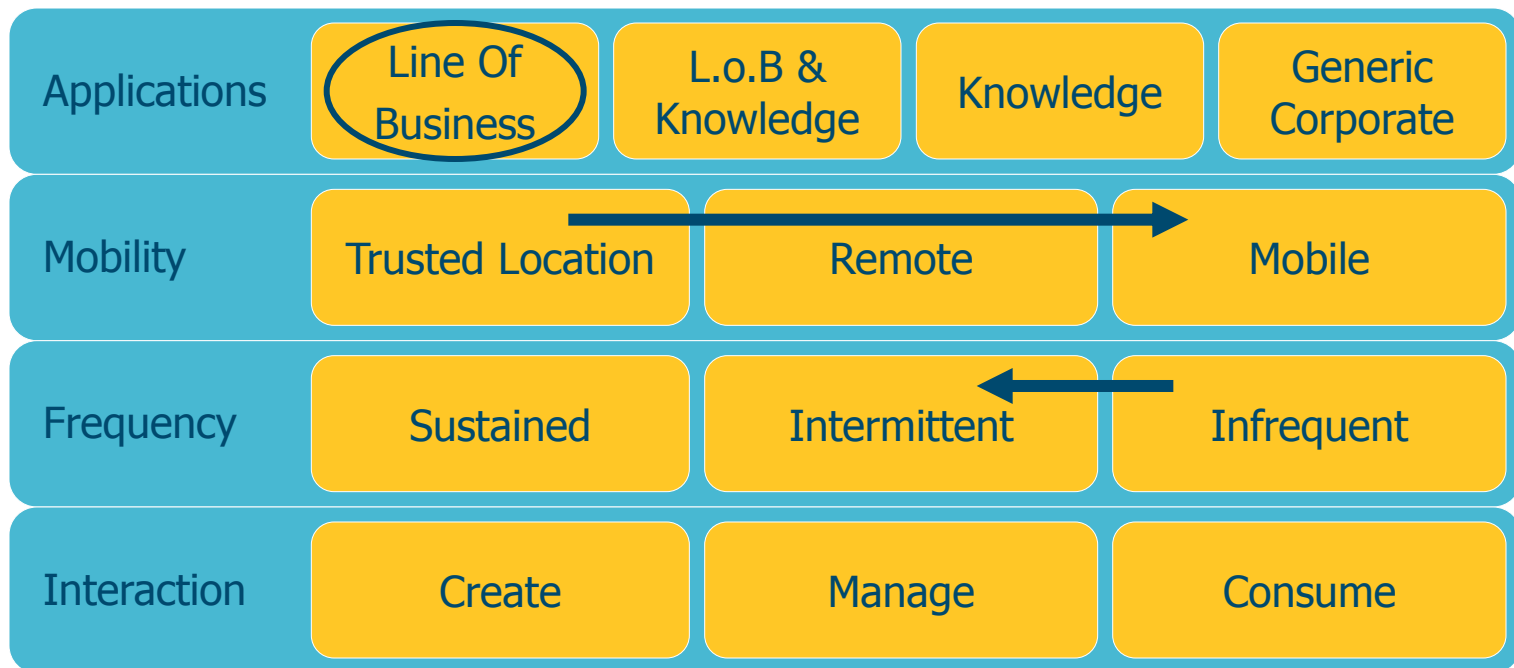 Applications
Line Of
Business
L.o.B &
Knowledge
Knowledge
Generic
Corporate
Mobility
Trusted Location
Remote
Mobile
Frequency
Sustained
Intermittent
Infrequent
Interaction
Create
Manage
Consume